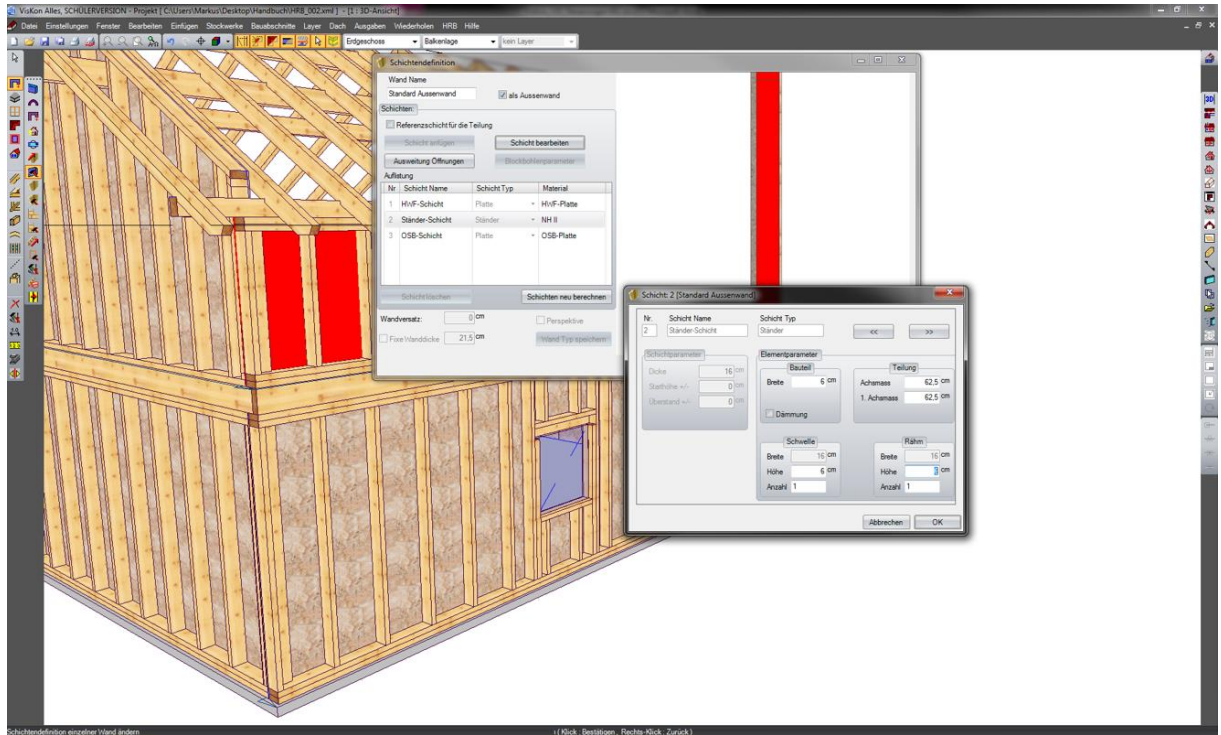 VisKon Alles, SCHÜLERVERSION - Projekt [ C:\Users\Markus\Desktop\Handbuch\HRB_002.xml ] - [1 : 3D-Ansicht]
Datei Einstellungen Fenster Bearbeiten Einfügen Stockwerke Bauabschnitte Layer Dach Ausgaben Wiederholen HRB Hilfe
Erdgeschoss Balkenlage kein Layer
Schichtendefinition
Wand Name
Standard Aussenwand als Aussenwand
Schichten:
Referenzschicht für die Teilung
Schicht anfügen Schicht bearbeiten
Ausweitung Öffnungen Blockbohlenparameter
Auflistung
Nr Schicht Name Schicht Typ Material
1 HWF-Schicht Platte HWF-Platte
2 Ständer-Schicht Ständer NH II
3 OSB-Schicht Platte OSB-Platte
Schicht löschen Schichten neu berechnen
Wandversatz: 0 cm Perspektive
Fixe Wanddicke 21,5 cm Wand Typ speichern
Schicht: 2 [Standard Aussenwand]
Nr. Schicht Name Schicht Typ
2 Ständer-Schicht Ständer << >>
Schichtparameter
Dicke 16 cm
Starthöhe +/- 0 cm
Überstand +/- 0 cm
Elementparameter
Bauteil
Breite 6 cm
Dämmung
Teilung
Achsmass 62,5 cm
1. Achsmass 62,5 cm
Schwelle
Breite 16 cm
Höhe 6 cm
Anzahl 1
Rähm
Breite 16 cm
Höhe 6 cm
Anzahl 1
Abbrechen OK
3D
Schichtendefinition einzelner Wand ändern
:( Klick : Bestätigen , Rechts-Klick : Zurück )